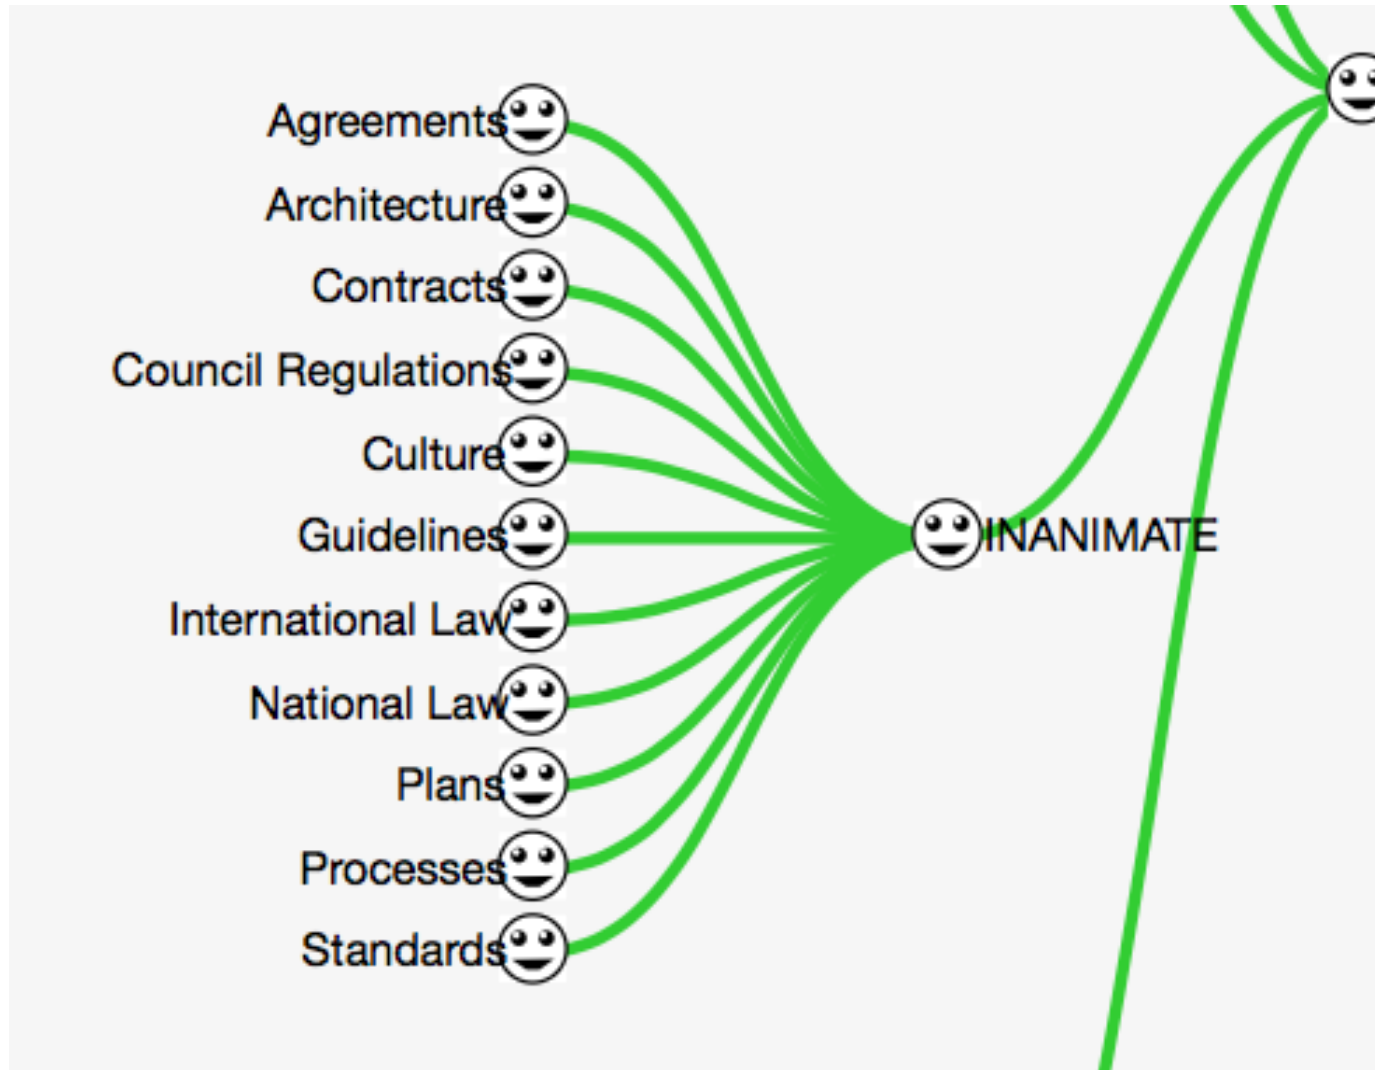 Agreements
Architecture
Contracts
Council Regulations
Culture
Guidelines
INANIMATE
International Law
National Law
Plans
Processes
Standards